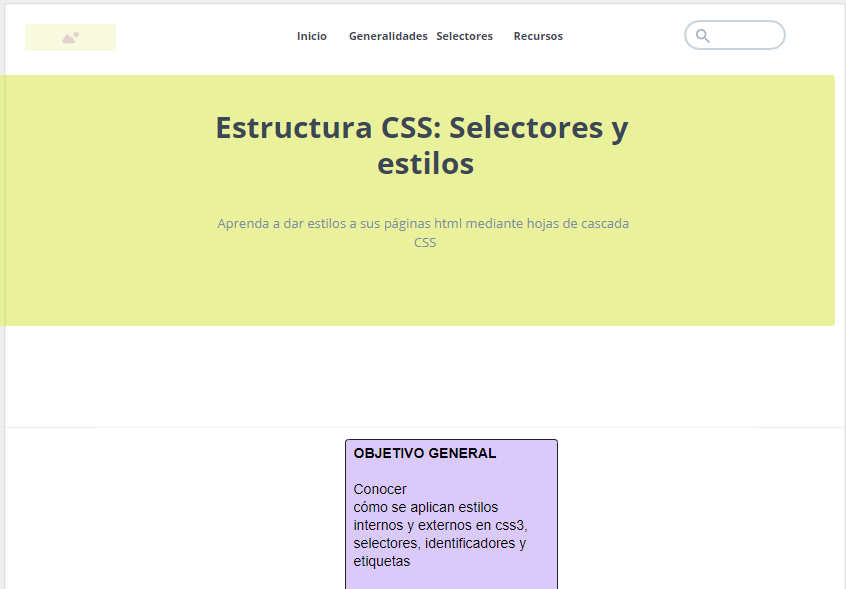 Inicio Generalidades Selectores Recursos
Estructura CSS: Selectores y
estilos
Aprenda a dar estilos a sus páginas html mediante hojas de cascada
CSS
OBJETIVO GENERAL
Conocer
cómo se aplican estilos
internos y externos en css3,
selectores, identificadores y
etiquetas